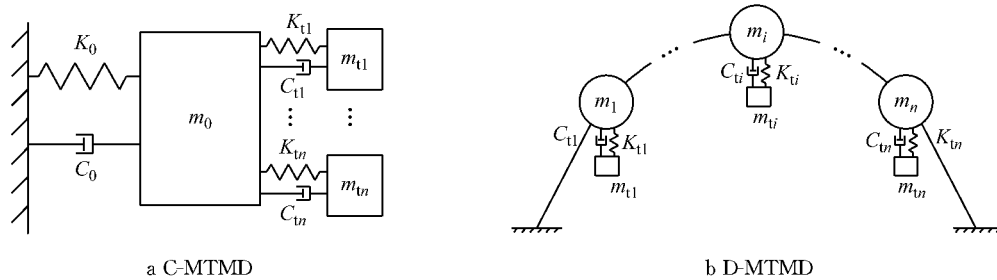 K₀
C₀
m₀
Kₜ₁
Cₜ₁
mₜ₁
⋮ ⋮
Kₜₙ
Cₜₙ
mₜₙ
a C-MTMD
m₁
Cₜ₁
Kₜ₁
mₜ₁
…
mᵢ
Cₜᵢ
Kₜᵢ
mₜᵢ
…
mₙ
Cₜₙ
Kₜₙ
mₜₙ
b D-MTMD